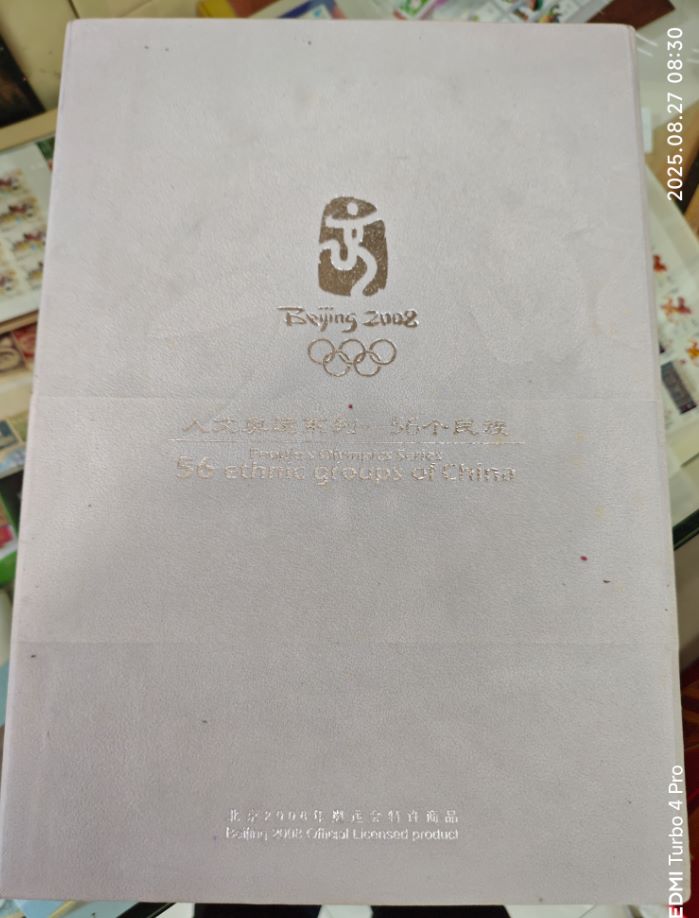 Beijing 2008
人文奥运系列--56个民族
People's Olympics Series
56 ethnic groups of China
北京2008年奥运会特许商品
Beijing 2008 Official Licensed product
2025.08.27 08:30
EDMI Turbo 4 Pro